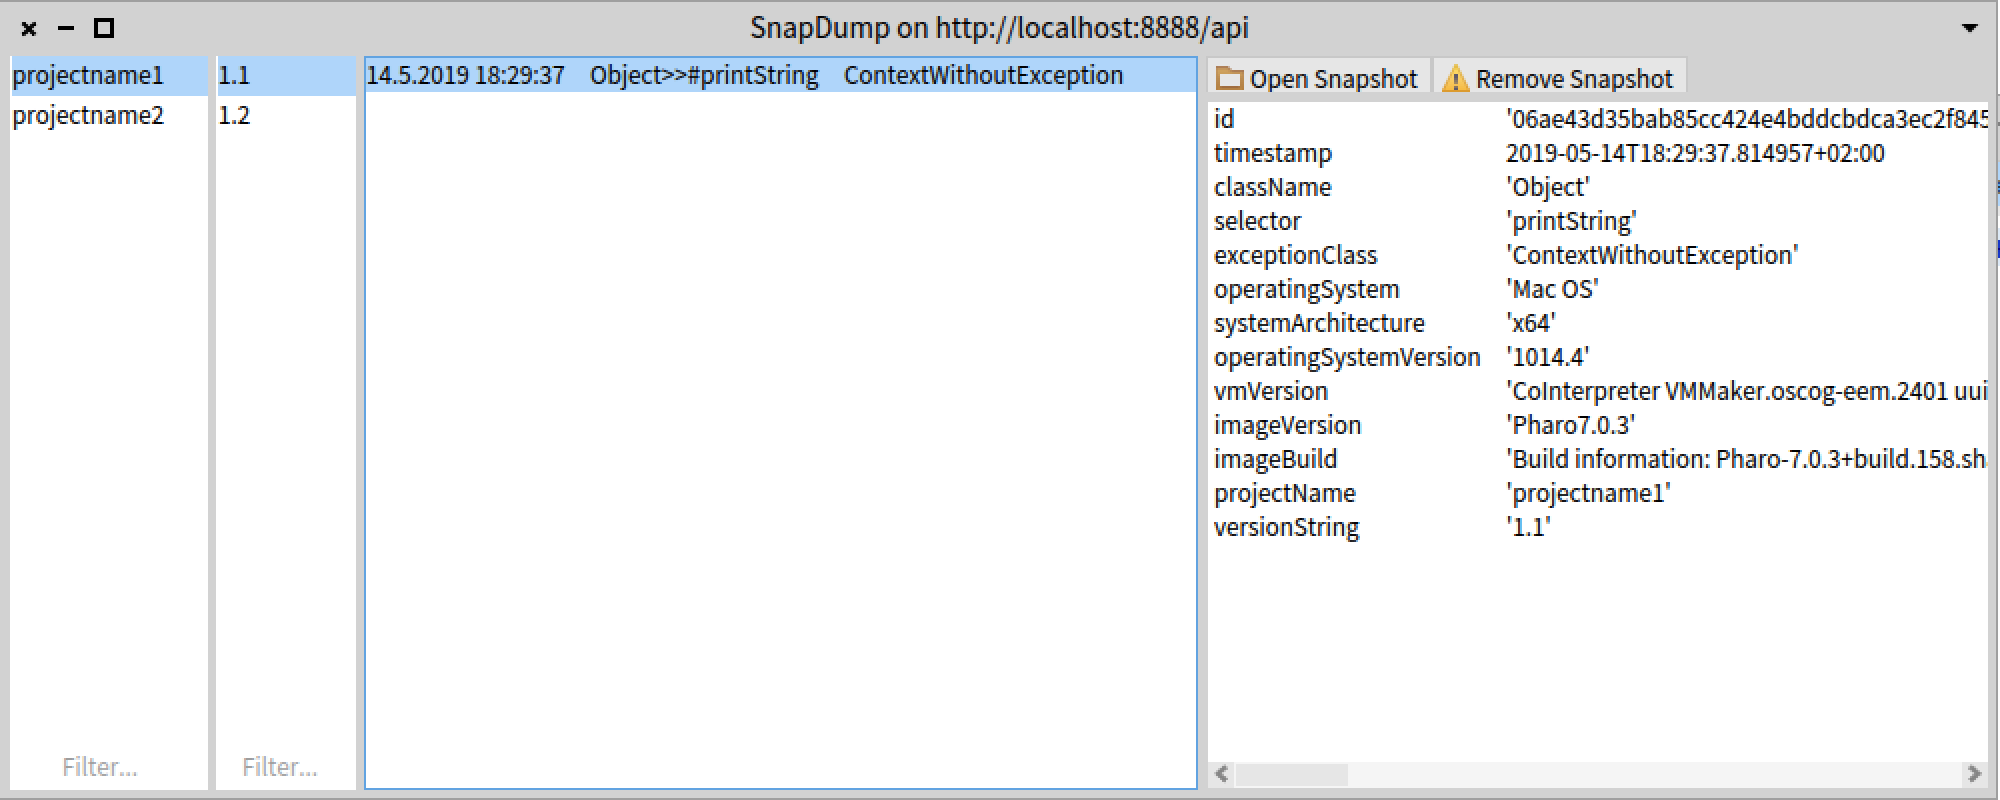 SnapDump on http://localhost:8888/api
projectname1
projectname2
Filter...
1.1
1.2
Filter...
14.5.2019 18:29:37 Object>>#printString ContextWithoutException
Open Snapshot Remove Snapshot
id '06ae43d35bab85cc424e4bddcbdca3ec2f845
timestamp 2019-05-14T18:29:37.814957+02:00
className 'Object'
selector 'printString'
exceptionClass 'ContextWithoutException'
operatingSystem 'Mac OS'
systemArchitecture 'x64'
operatingSystemVersion '1014.4'
vmVersion 'CoInterpreter VMMaker.oscog-eem.2401 uui
imageVersion 'Pharo7.0.3'
imageBuild 'Build information: Pharo-7.0.3+build.158.sh
projectName 'projectname1'
versionString '1.1'